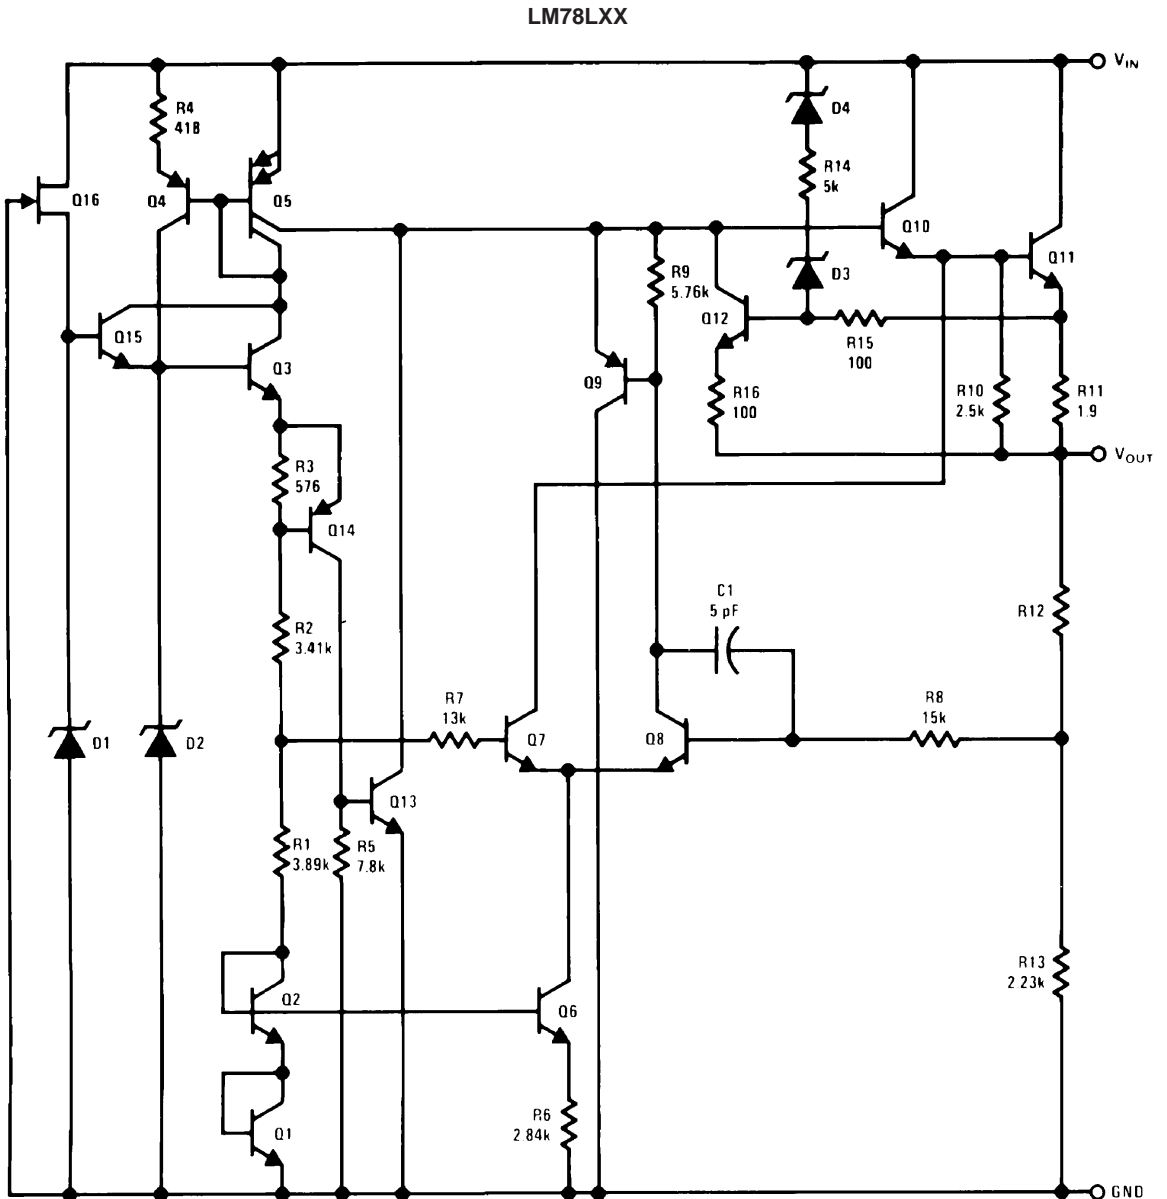 LM78LXX
VIN
R4
418
D4
R14
5k
Q16
Q4
Q5
Q10
Q11
R9
5.76k
D3
Q12
Q15
Q3
R15
100
Q9
R16
100
R10
2.5k
R11
1.9
VOUT
R3
576
Q14
C1
5 pF
R12
R2
3.41k
R7
13k
R8
15k
D1
D2
Q7
Q8
Q13
R1
3.89k
R5
7.8k
R13
2.23k
Q2
Q6
R6
2.84k
Q1
GND